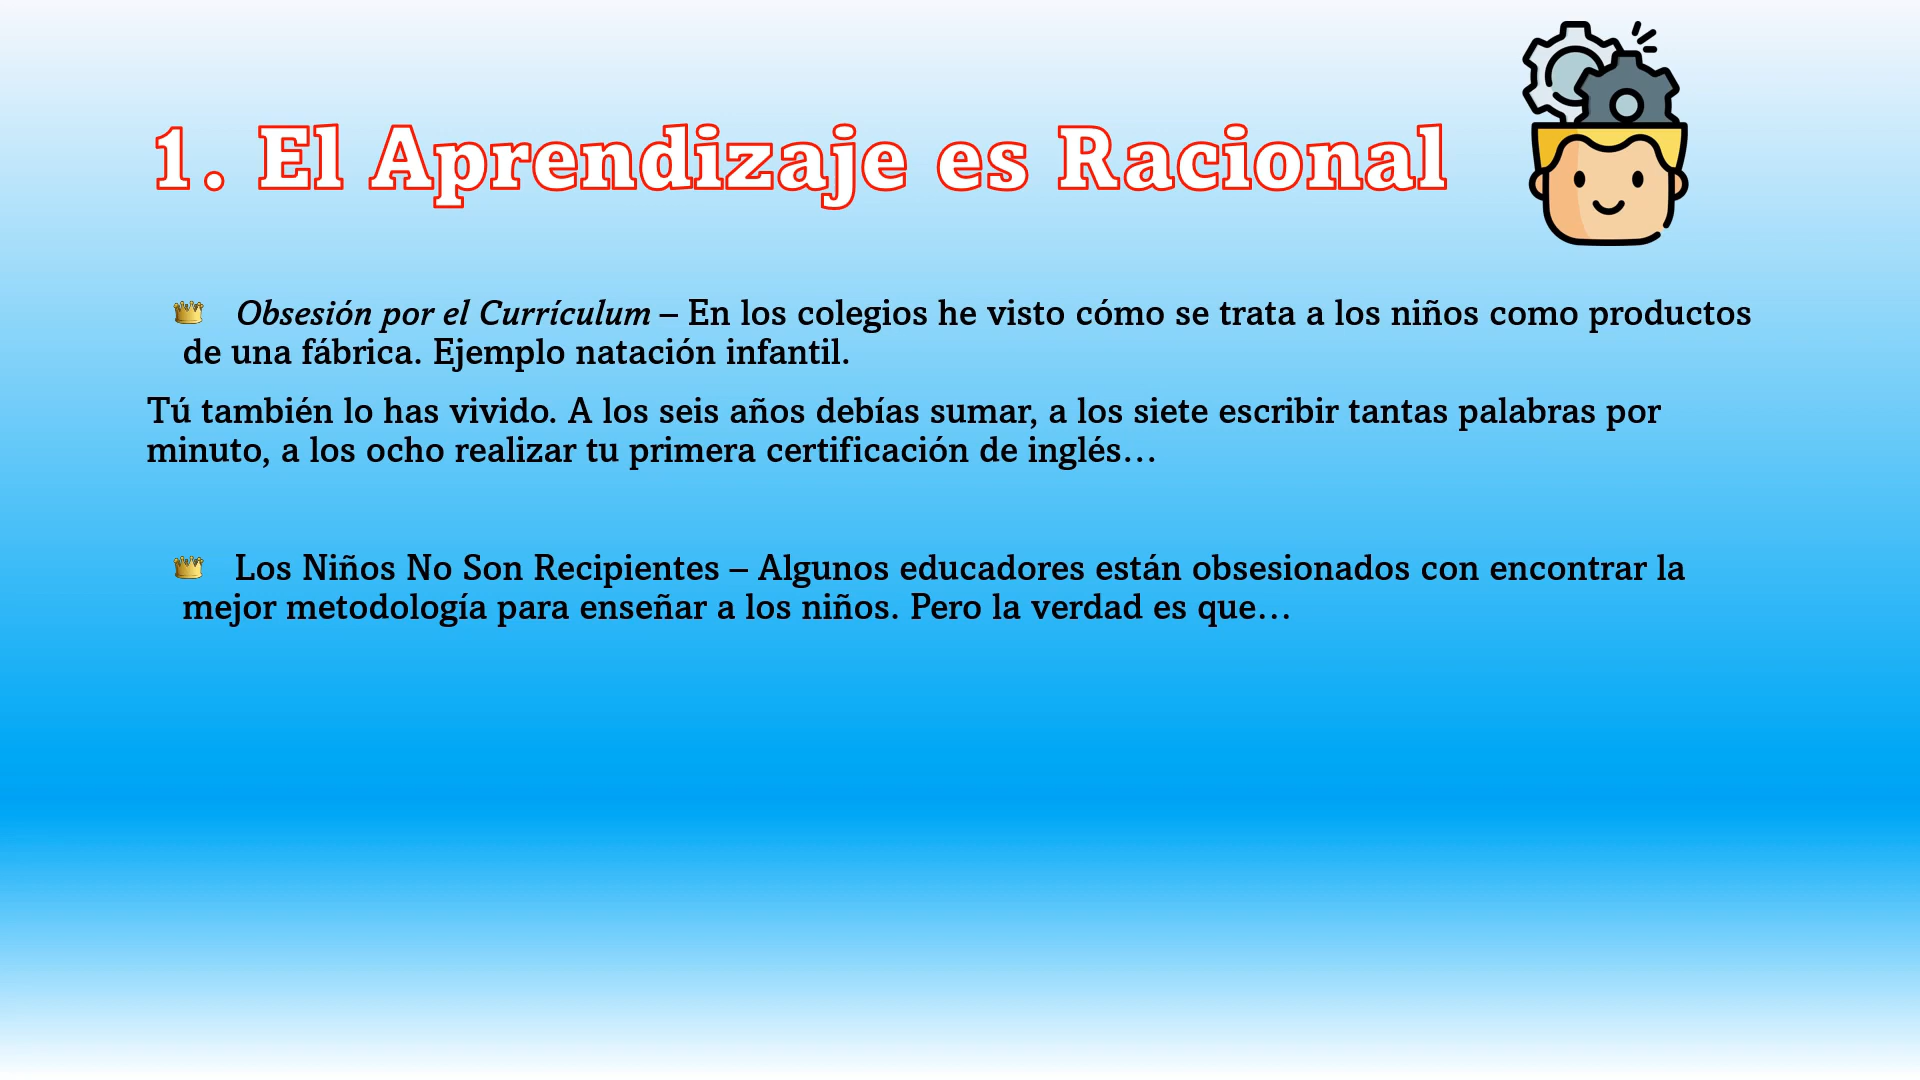 1. El Aprendizaje es Racional
Obsesión por el Currículum – En los colegios he visto cómo se trata a los niños como productos
de una fábrica. Ejemplo natación infantil.
Tú también lo has vivido. A los seis años debías sumar, a los siete escribir tantas palabras por
minuto, a los ocho realizar tu primera certificación de inglés…
Los Niños No Son Recipientes – Algunos educadores están obsesionados con encontrar la
mejor metodología para enseñar a los niños. Pero la verdad es que…